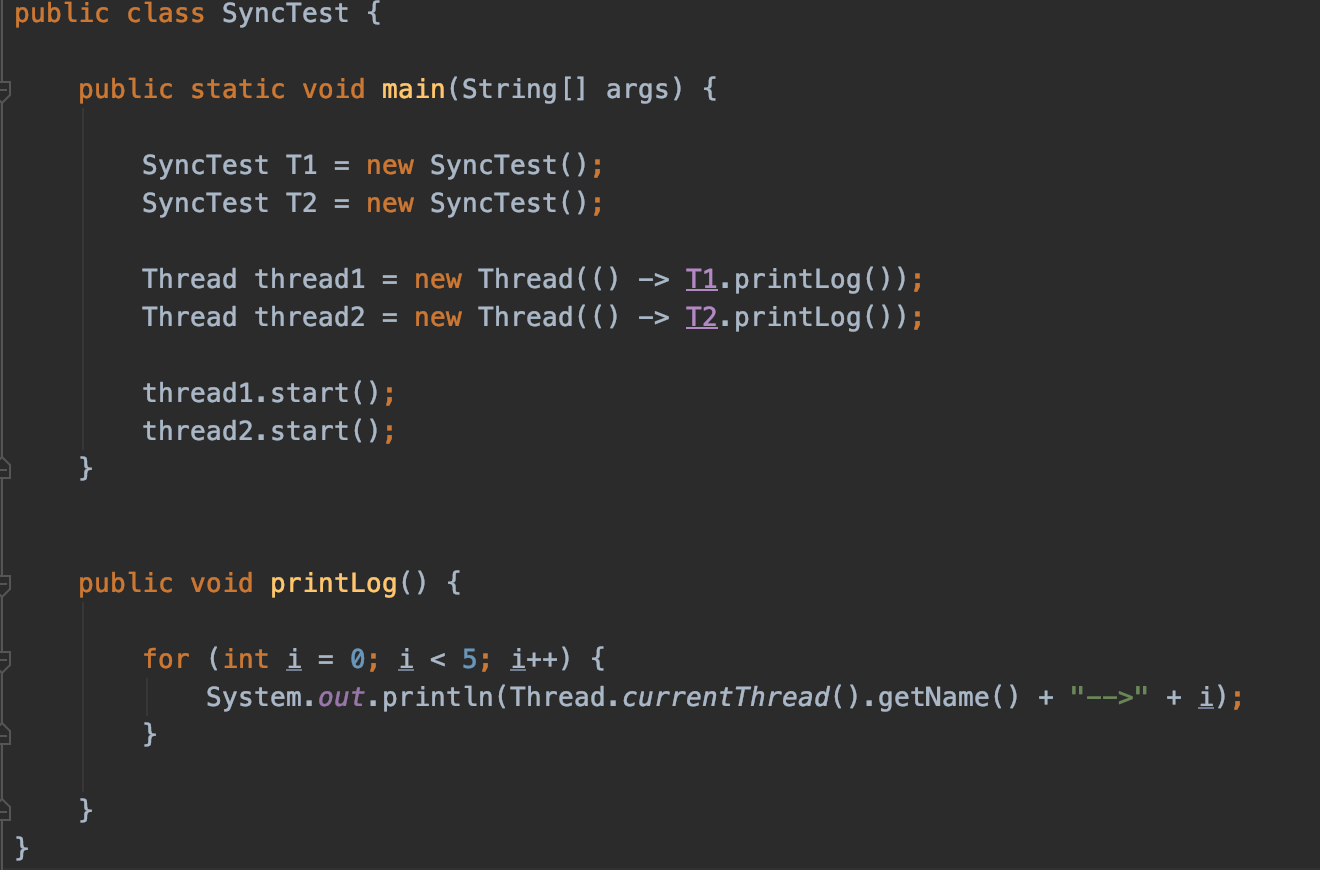 public class SyncTest {
public static void main(String[] args) {
SyncTest T1 = new SyncTest();
SyncTest T2 = new SyncTest();
Thread thread1 = new Thread(() -> T1.printLog());
Thread thread2 = new Thread(() -> T2.printLog());
thread1.start();
thread2.start();
}
public void printLog() {
for (int i = 0; i < 5; i++) {
System.out.println(Thread.currentThread().getName() + "-->" + i);
}
}
}